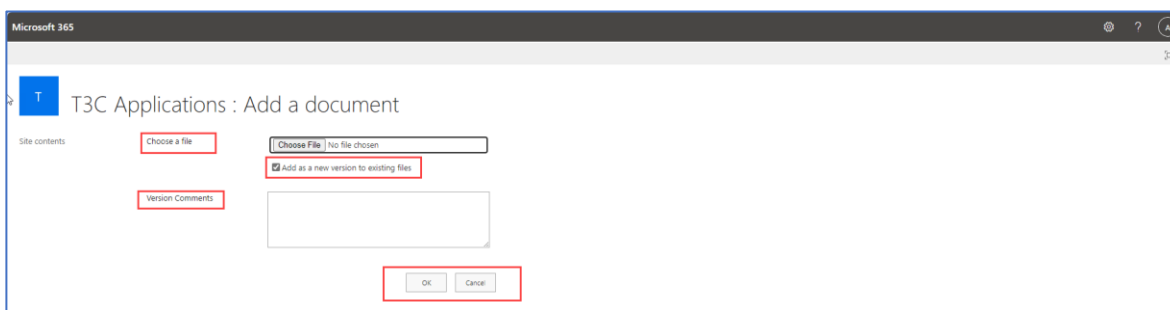 Microsoft 365
?
A
T
T3C Applications : Add a document
Site contents
Choose a file
Choose File No file chosen
Add as a new version to existing files
Version Comments
OK Cancel